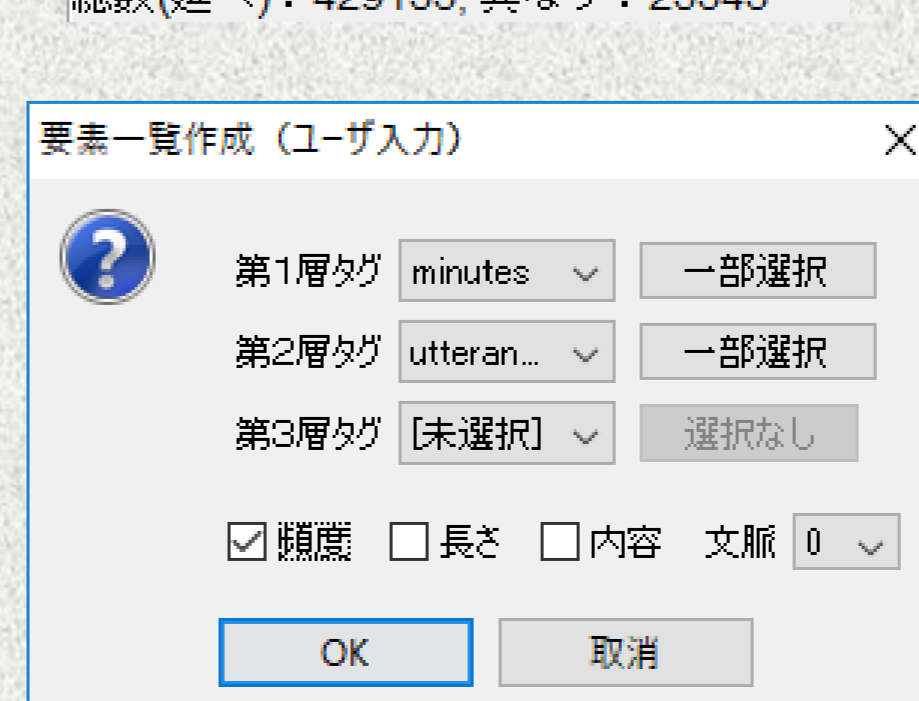 要素一覧作成（ユーザ入力）
第1層タグ minutes 一部選択
第2層タグ utteran... 一部選択
第3層タグ [未選択] 選択なし
頻度 長さ 内容 文脈 0
OK 取消